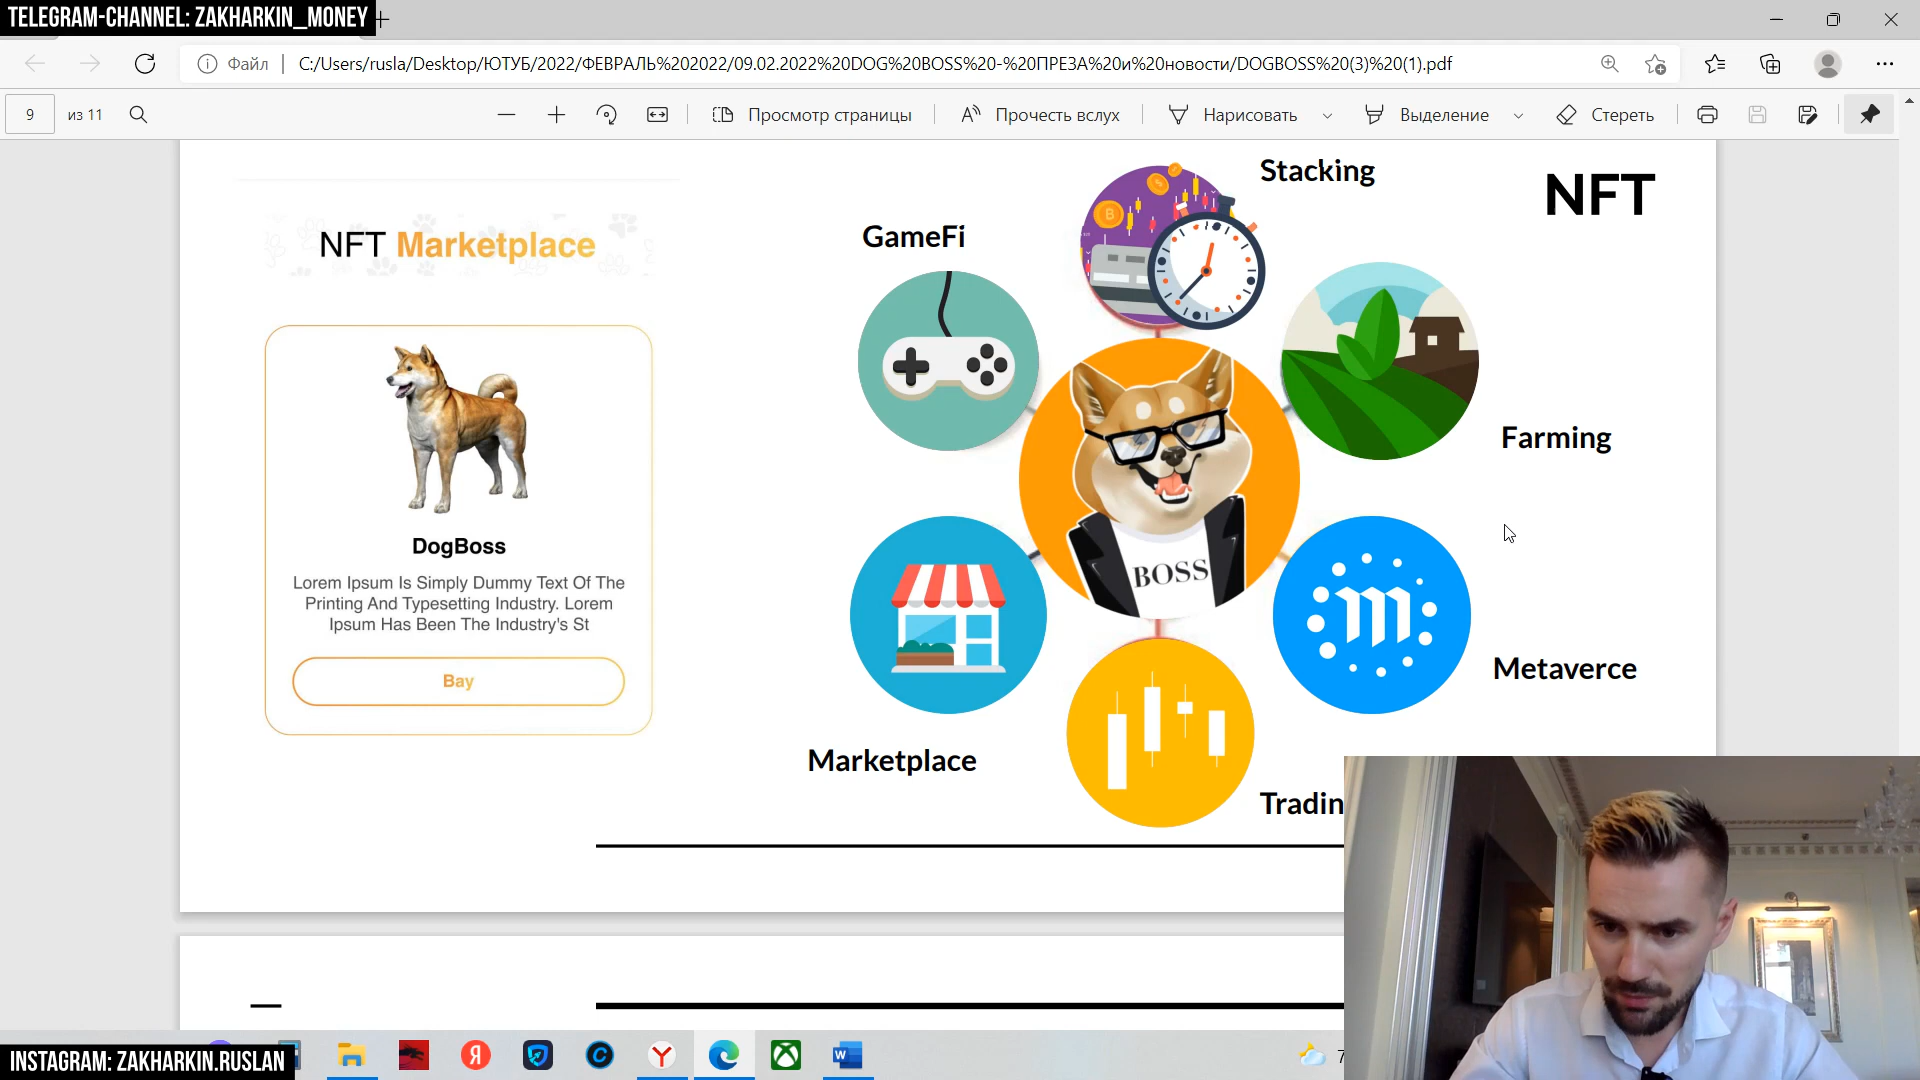 TELEGRAM-CHANNEL: ZAKHARKIN_MONEY
Файл
C:/Users/rusla/Desktop/ЮТУБ/2022/ФЕВРАЛЬ%202022/09.02.2022%20DOG%20BOSS%20-%20ПРЕЗА%20и%20новости/DOGBOSS%20(3)%20(1).pdf
9 из 11
Просмотр страницы
Прочесть вслух
Нарисовать
Выделение
Стереть
Stacking
NFT
GameFi
NFT Marketplace
Farming
DogBoss
Lorem Ipsum Is Simply Dummy Text Of The
Printing And Typesetting Industry. Lorem
Ipsum Has Been The Industry's St
Bay
BOSS
Metaverce
Marketplace
Tradin
INSTAGRAM: ZAKHARKIN.RUSLAN
7